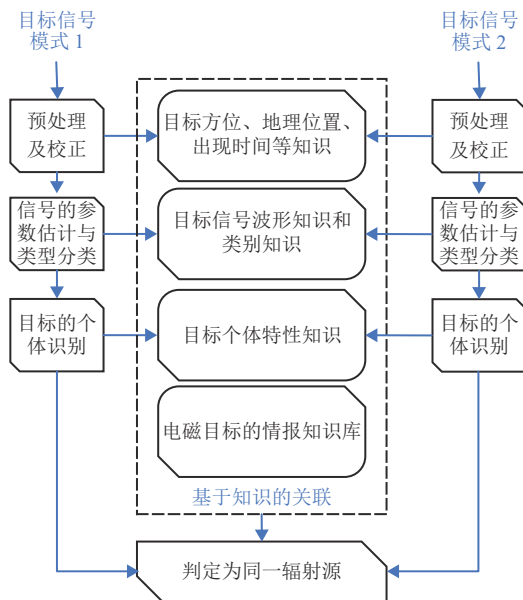 目标信号
模式 1
目标信号
模式 2
预处理
及校正
目标方位、地理位置、
出现时间等知识
预处理
及校正
信号的参
数估计与
类型分类
目标信号波形知识和
类别知识
信号的参
数估计与
类型分类
目标的个
体识别
目标个体特性知识
目标的个
体识别
电磁目标的情报知识库
基于知识的关联
判定为同一辐射源